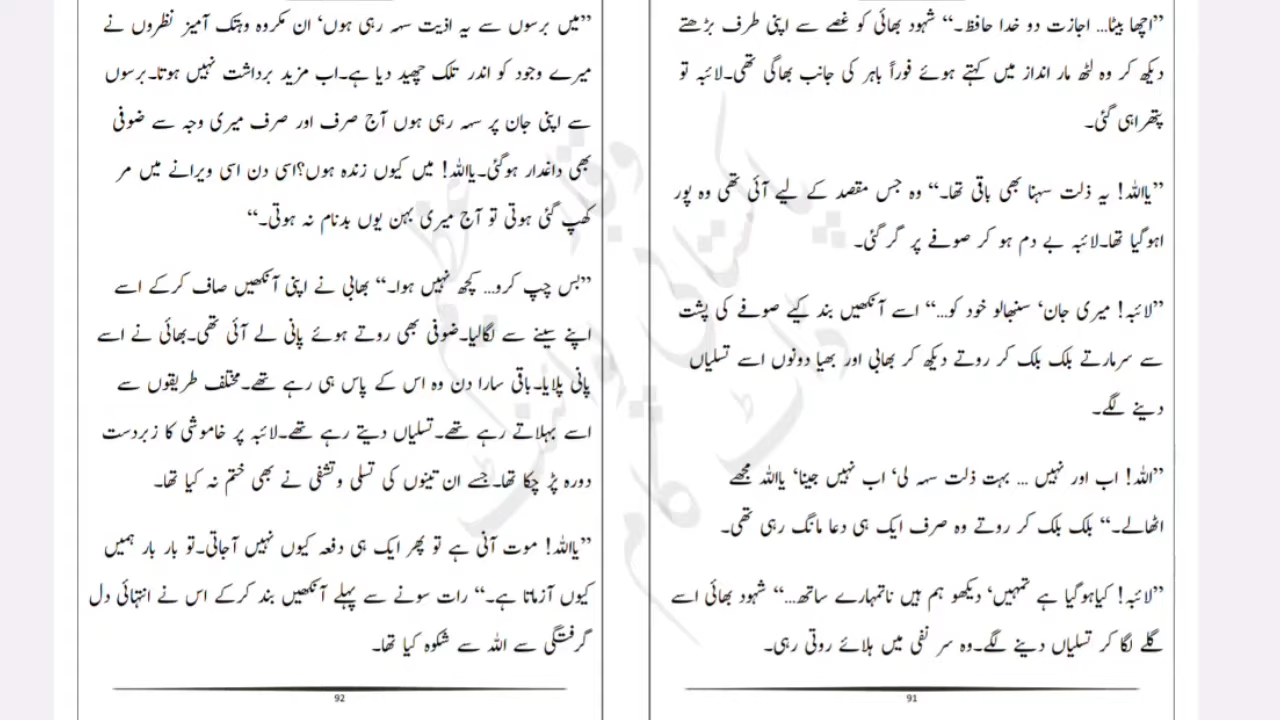 ”اچھا بیٹا... اجازت دو خدا حافظ۔“ شہود بھائی کو غصے سے اپنی طرف بڑھتے
دیکھ کر وہ لٹھ مار انداز میں کہتے ہوئے فوراً باہر کی جانب بھاگی تھی۔لائبہ تو
پتھراہی گئی۔
”یااللہ! یہ ذلت سہنا بھی باقی تھا۔“ وہ جس مقصد کے لیے آئی تھی وہ پور
اہوگیا تھا۔لائبہ بے دم ہو کر صوفے پر گر گئی۔
”لائبہ! میری جان‘ سنبھالو خود کو...“ اسے آنکھیں بند کیے صوفے کی پشت
سے سرمارتے بلک بلک کر روتے دیکھ کر بھابی اور بھیا دونوں اسے تسلیاں
دینے لگے۔
”اللہ! اب اور نہیں ... بہت ذلت سہہ لی‘ اب نہیں جینا‘ یااللہ مجھے
اٹھالے۔“ بلک بلک کر روتے وہ صرف ایک ہی دعا مانگ رہی تھی۔
”لائبہ! کیاہوگیا ہے تمہیں‘ دیکھو ہم ہیں ناتمہارے ساتھ...“ شہود بھائی اسے
گلے لگا کر تسلیاں دینے لگے۔وہ سر نفی میں ہلائے روتی رہی۔
91
”میں برسوں سے یہ اذیت سہہ رہی ہوں‘ ان مکروہ وہتک آمیز نظروں نے
میرے وجود کو اندر تلک چھید دیا ہے۔اب مزید برداشت نہیں ہوتا۔برسوں
سے اپنی جان پر سہہ رہی ہوں آج صرف اور صرف میری وجہ سے ضوفی
بھی داغدار ہوگئی۔یااللہ! میں کیوں زندہ ہوں؟اسی دن اسی ویرانے میں مر
کھپ گئی ہوتی تو آج میری بہن یوں بدنام نہ ہوتی۔“
”بس چپ کرو... کچھ نہیں ہوا۔“ بھابی نے اپنی آنکھیں صاف کرکے اسے
اپنے سینے سے لگالیا۔ضوفی بھی روتے ہوئے پانی لے آئی تھی۔بھائی نے اسے
پانی پلایا۔باقی سارا دن وہ اس کے پاس ہی رہے تھے۔مختلف طریقوں سے
اسے بہلاتے رہے تھے۔تسلیاں دیتے رہے تھے۔لائبہ پر خاموشی کا زبردست
دورہ پڑ چکا تھا۔جسے ان تینوں کی تسلی وتشفی نے بھی ختم نہ کیا تھا۔
”یااللہ! موت آنی ہے تو پھر ایک ہی دفعہ کیوں نہیں آجاتی۔تو بار بار ہمیں
کیوں آزماتا ہے۔“ رات سونے سے پہلے آنکھیں بند کرکے اس نے انتہائی دل
گرفتگی سے اللہ سے شکوہ کیا تھا۔
92